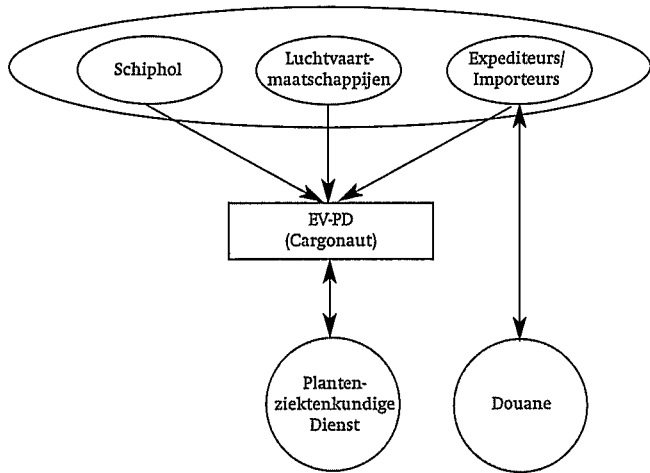 Schiphol
Luchtvaart-
maatschappijen
Expediteurs/
Importeurs
EV-PD
(Cargonaut)
Planten-
ziektenkundige
Dienst
Douane